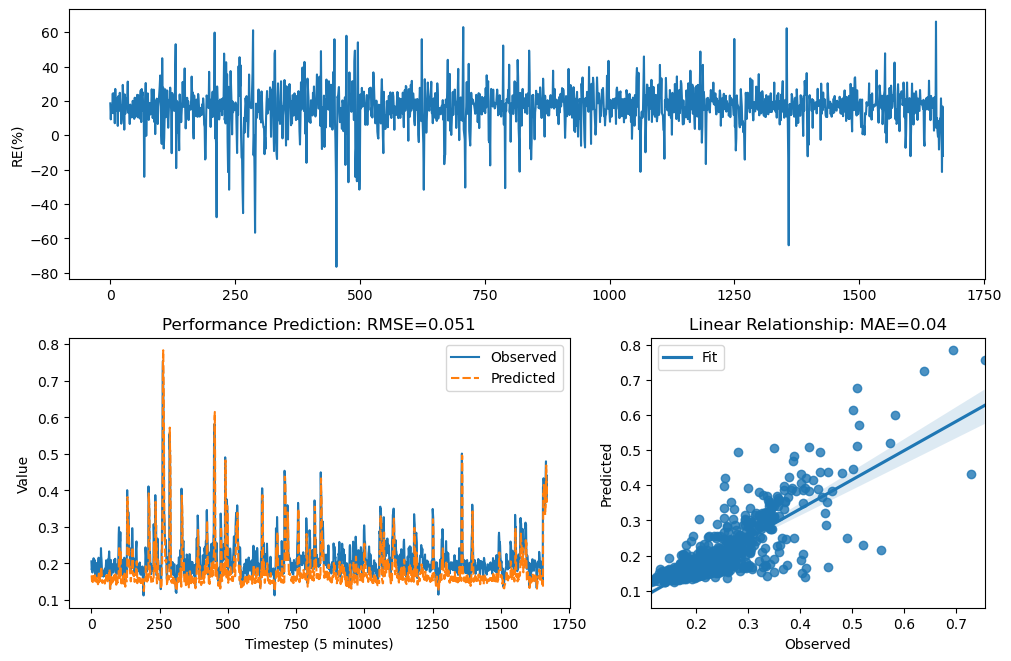 60
40
20
0
−20
−40
−60
−80
RE(%)
0 250 500 750 1000 1250 1500 1750
Performance Prediction: RMSE=0.051
0.8
0.7
0.6
0.5
0.4
0.3
0.2
0.1
Value
Observed
Predicted
0 250 500 750 1000 1250 1500 1750
Timestep (5 minutes)
Linear Relationship: MAE=0.04
0.8
0.7
0.6
0.5
0.4
0.3
0.2
0.1
Predicted
Fit
0.2 0.3 0.4 0.5 0.6 0.7
Observed